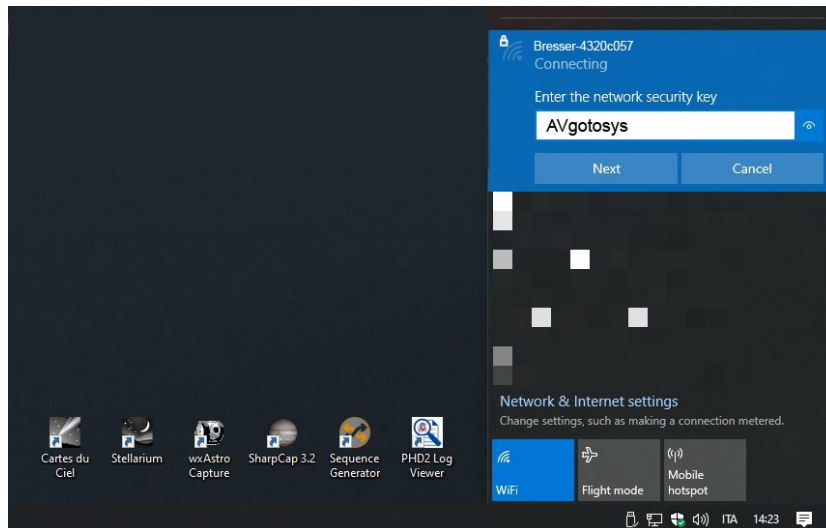 Bresser-4320c057
Connecting
Enter the network security key
AVgotosys
Next Cancel
Network & Internet settings
Change settings, such as making a connection metered.
Cartes du Ciel
Stellarium
wxAstro Capture
SharpCap 3.2
Sequence Generator
PHD2 Log Viewer
WiFi
Flight mode
Mobile hotspot
ITA 14:23